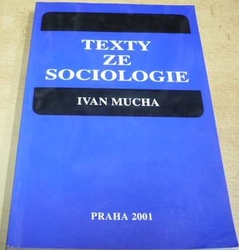 TEXTY
ZE
SOCIOLOGIE
IVAN MUCHA
PRAHA 2001